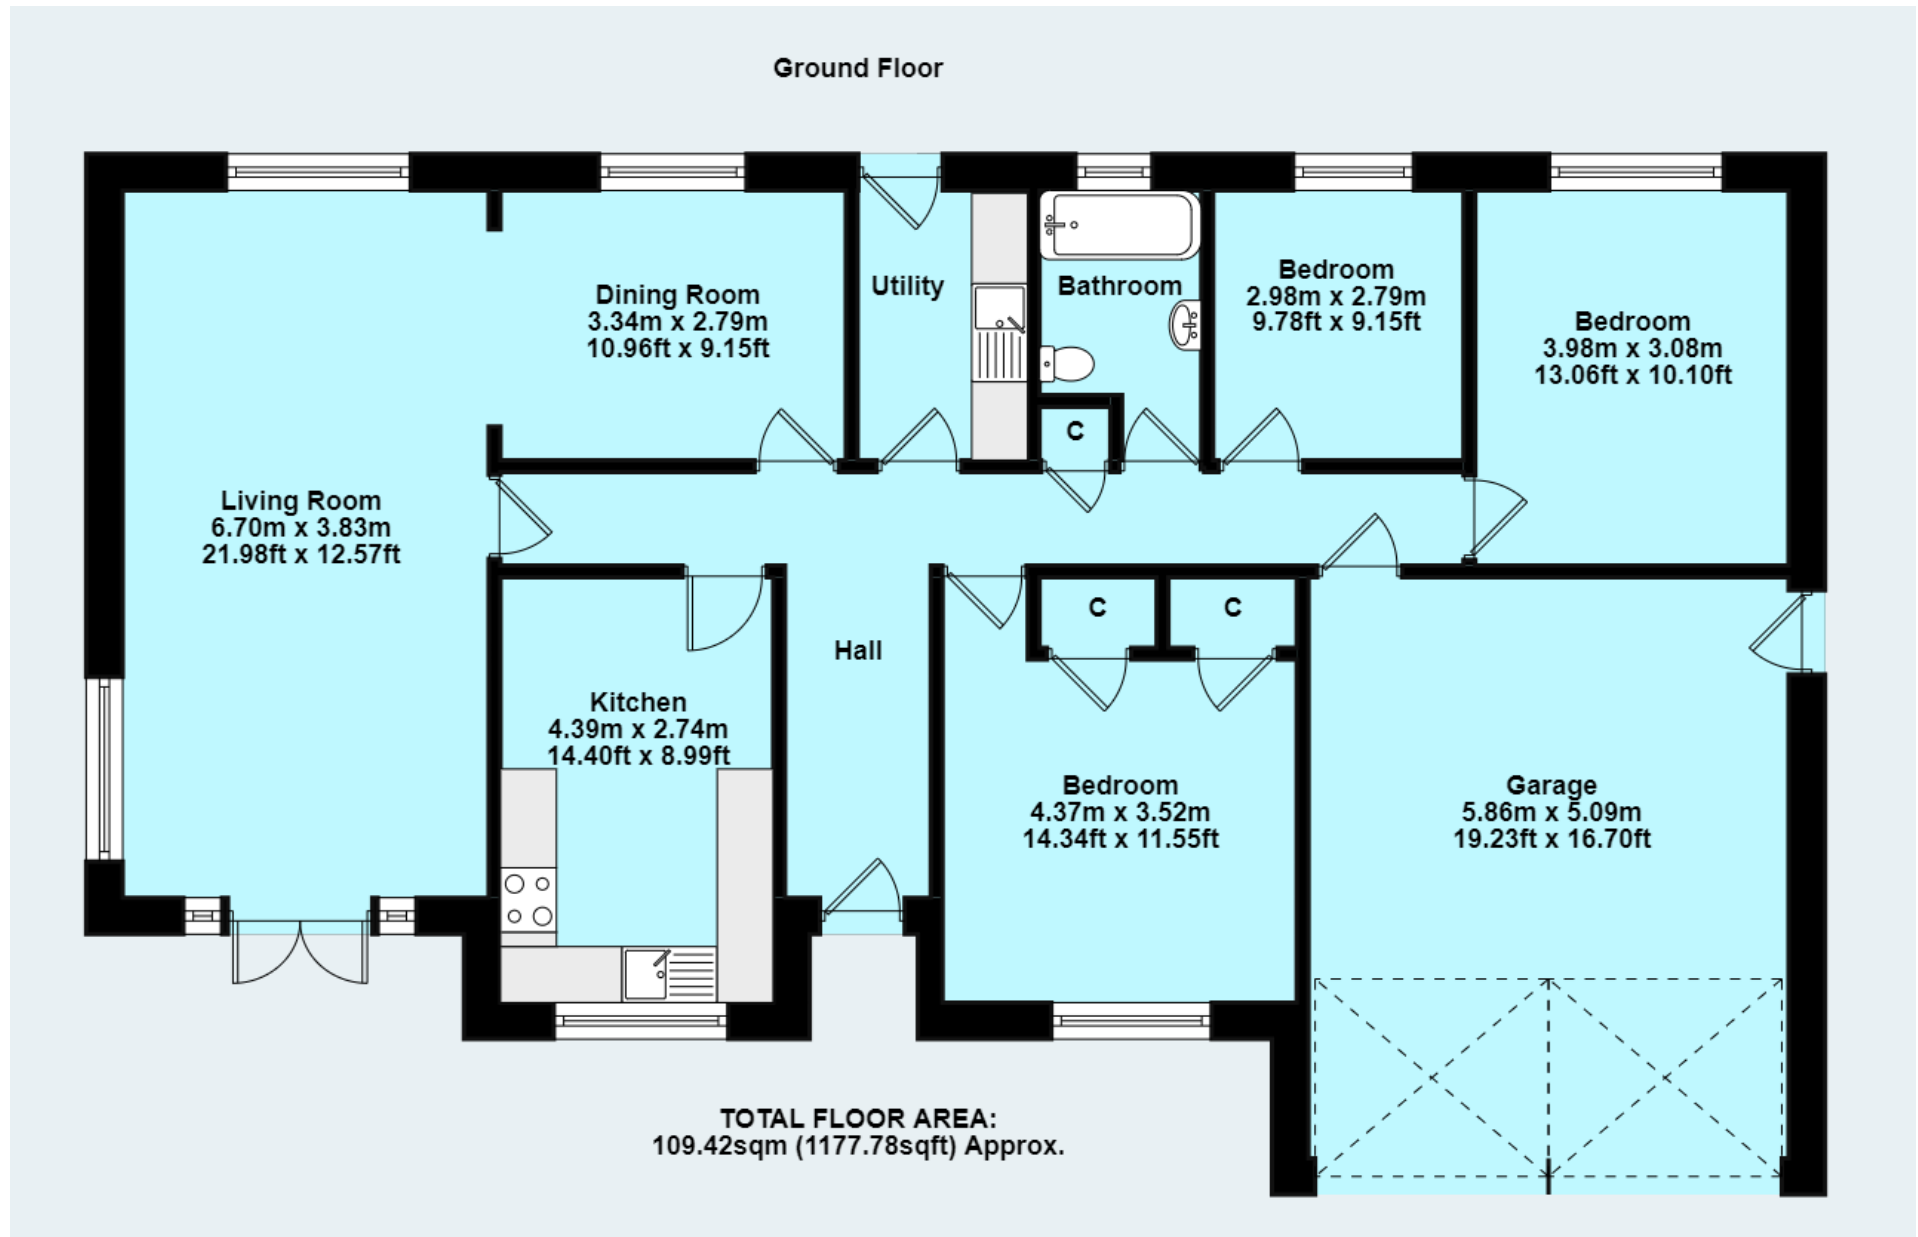 Ground Floor
Dining Room
3.34m x 2.79m
10.96ft x 9.15ft
Utility
Bathroom
Bedroom
2.98m x 2.79m
9.78ft x 9.15ft
Bedroom
3.98m x 3.08m
13.06ft x 10.10ft
C
Living Room
6.70m x 3.83m
21.98ft x 12.57ft
C
C
Hall
Kitchen
4.39m x 2.74m
14.40ft x 8.99ft
Bedroom
4.37m x 3.52m
14.34ft x 11.55ft
Garage
5.86m x 5.09m
19.23ft x 16.70ft
TOTAL FLOOR AREA:
109.42sqm (1177.78sqft) Approx.